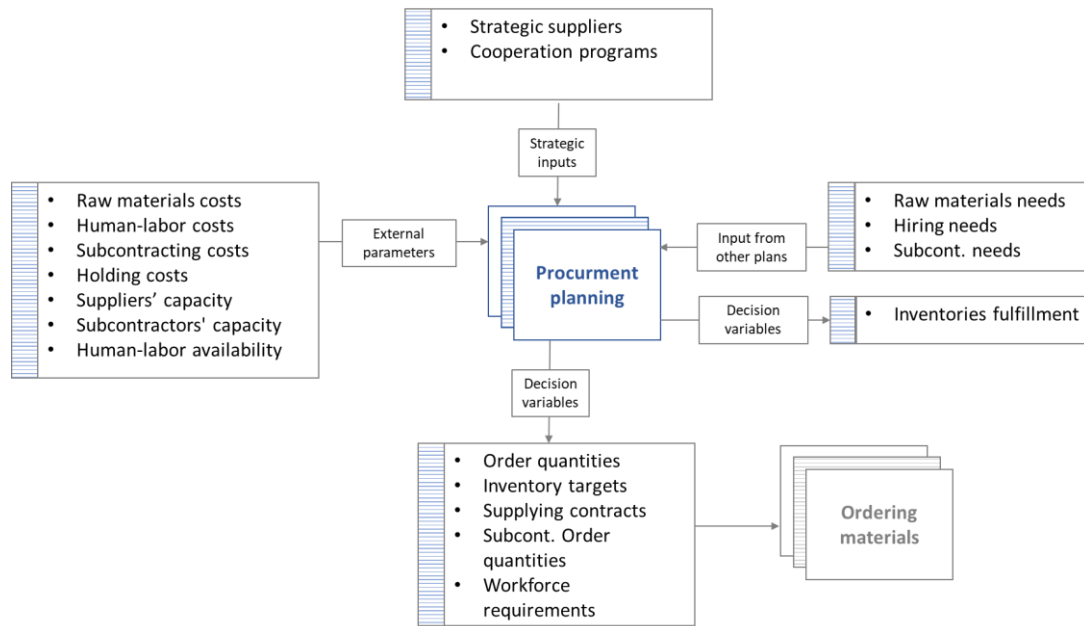 • Strategic suppliers
• Cooperation programs
Strategic
inputs
• Raw materials costs
• Human-labor costs
• Subcontracting costs
• Holding costs
• Suppliers’ capacity
• Subcontractors' capacity
• Human-labor availability
External
parameters
Procurment
planning
Input from
other plans
• Raw materials needs
• Hiring needs
• Subcont. needs
Decision
variables
• Inventories fulfillment
Decision
variables
• Order quantities
• Inventory targets
• Supplying contracts
• Subcont. Order
quantities
• Workforce
requirements
Ordering
materials